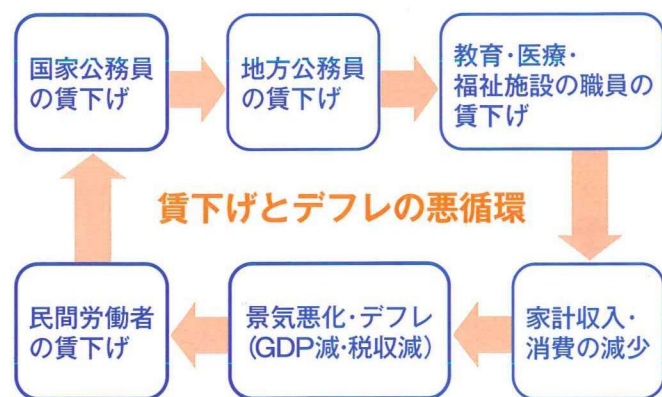 国家公務員
の賃下げ
地方公務員
の賃下げ
教育・医療・
福祉施設の職員の
賃下げ
賃下げとデフレの悪循環
民間労働者
の賃下げ
景気悪化・デフレ
(GDP減・税収減)
家計収入・
消費の減少